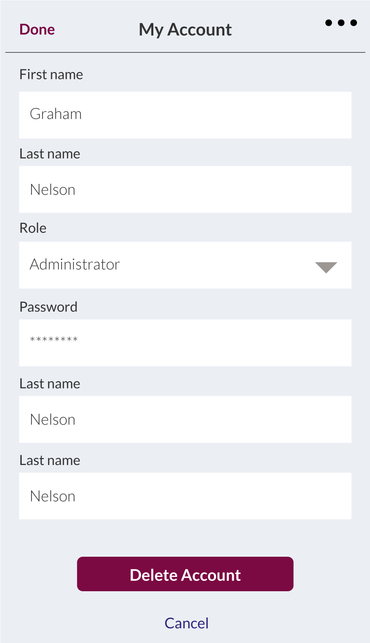 Done
My Account
First name
Graham
Last name
Nelson
Role
Administrator
Password
********
Last name
Nelson
Last name
Nelson
Delete Account
Cancel